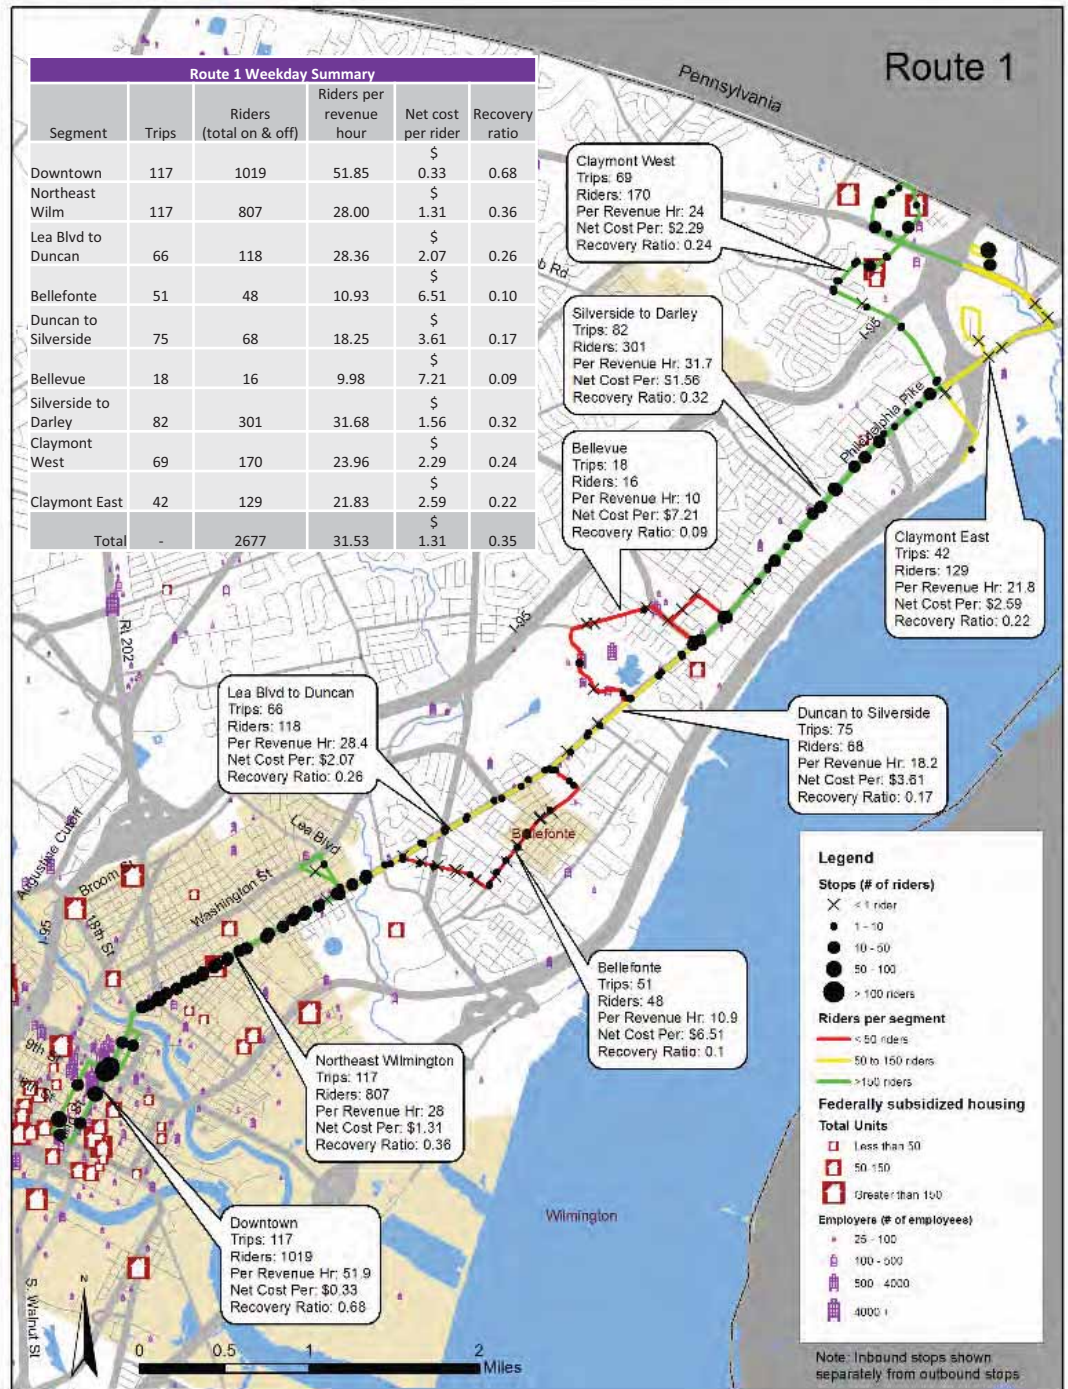 Route 1
Pennsylvania
Route 1 Weekday Summary
Segment Trips Riders (total on & off) Riders per revenue hour Net cost per rider Recovery ratio
Downtown 117 1019 51.85 $ 0.33 0.68
Northeast Wilm 117 807 28.00 $ 1.31 0.36
Lea Blvd to Duncan 66 118 28.36 $ 2.07 0.26
Bellefonte 51 48 10.93 $ 6.51 0.10
Duncan to Silverside 75 68 18.25 $ 3.61 0.17
Bellevue 18 16 9.98 $ 7.21 0.09
Silverside to Darley 82 301 31.68 $ 1.56 0.32
Claymont West 69 170 23.96 $ 2.29 0.24
Claymont East 42 129 21.83 $ 2.59 0.22
Total - 2677 31.53 $ 1.31 0.35
Claymont West
Trips: 69
Riders: 170
Per Revenue Hr: 24
Net Cost Per: $2.29
Recovery Ratio: 0.24
b Rd
I-95
Silverside to Darley
Trips: 82
Riders: 301
Per Revenue Hr: 31.7
Net Cost Per: $1.56
Recovery Ratio: 0.32
Philadelphia Pike
Bellevue
Trips: 18
Riders: 16
Per Revenue Hr: 10
Net Cost Per: $7.21
Recovery Ratio: 0.09
Claymont East
Trips: 42
Riders: 129
Per Revenue Hr: 21.8
Net Cost Per: $2.59
Recovery Ratio: 0.22
Rt 202
I-95
Lea Blvd to Duncan
Trips: 66
Riders: 118
Per Revenue Hr: 28.4
Net Cost Per: $2.07
Recovery Ratio: 0.26
Duncan to Silverside
Trips: 75
Riders: 68
Per Revenue Hr: 18.2
Net Cost Per: $3.61
Recovery Ratio: 0.17
Augustine Cutoff
Lea Blvd
Bellefonte
Broom St
Washington St
18th St
I-95
Bellefonte
Trips: 51
Riders: 48
Per Revenue Hr: 10.9
Net Cost Per: $6.51
Recovery Ratio: 0.1
9th St
Northeast Wilmington
Trips: 117
Riders: 807
Per Revenue Hr: 28
Net Cost Per: $1.31
Recovery Ratio: 0.36
Wilmington
Downtown
Trips: 117
Riders: 1019
Per Revenue Hr: 51.9
Net Cost Per: $0.33
Recovery Ratio: 0.68
S. Walnut St
N
0 0.5 1 2
Miles
Legend
Stops (# of riders)
< 1 rider
1 - 10
10 - 50
50 - 100
> 100 riders
Riders per segment
< 50 riders
50 to 150 riders
>150 riders
Federally subsidized housing
Total Units
Less than 50
50-150
Greater than 150
Employers (# of employees)
25 - 100
100 - 500
500 - 4000
4000 +
Note: Inbound stops shown
separately from outbound stops